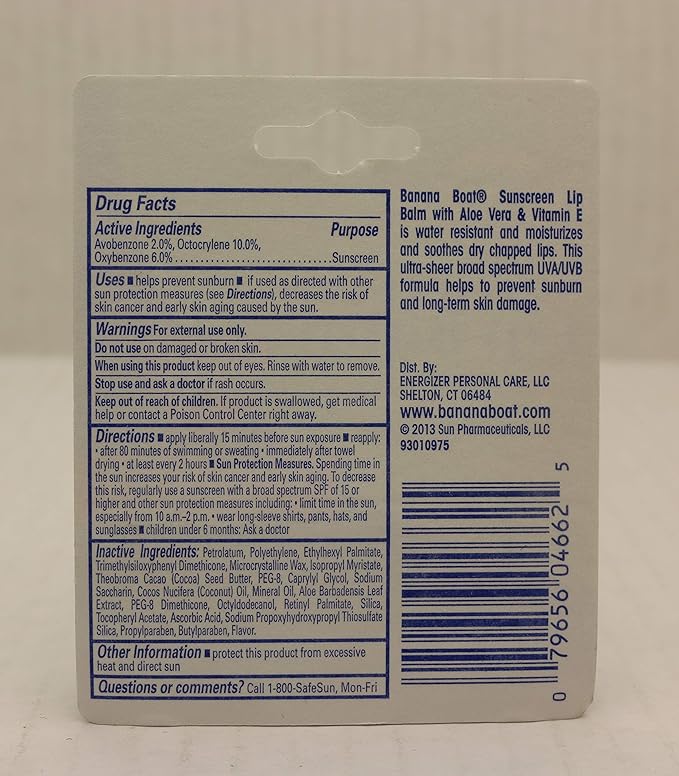 Drug Facts
Active Ingredients Purpose
Avobenzone 2.0%, Octocrylene 10.0%,
Oxybenzone 6.0% ................................ Sunscreen
Uses ■ helps prevent sunburn ■ if used as directed with other
sun protection measures (see Directions), decreases the risk of
skin cancer and early skin aging caused by the sun.
Warnings For external use only.
Do not use on damaged or broken skin.
When using this product keep out of eyes. Rinse with water to remove.
Stop use and ask a doctor if rash occurs.
Keep out of reach of children. If product is swallowed, get medical
help or contact a Poison Control Center right away.
Directions ■ apply liberally 15 minutes before sun exposure ■ reapply:
• after 80 minutes of swimming or sweating • immediately after towel
drying • at least every 2 hours ■ Sun Protection Measures. Spending time in
the sun increases your risk of skin cancer and early skin aging. To decrease
this risk, regularly use a sunscreen with a broad spectrum SPF of 15 or
higher and other sun protection measures including: • limit time in the sun,
especially from 10 a.m.–2 p.m. • wear long-sleeve shirts, pants, hats, and
sunglasses ■ children under 6 months: Ask a doctor
Inactive Ingredients: Petrolatum, Polyethylene, Ethylhexyl Palmitate,
Trimethylsiloxyphenyl Dimethicone, Microcrystalline Wax, Isopropyl Myristate,
Theobroma Cacao (Cocoa) Seed Butter, PEG-8, Caprylyl Glycol, Sodium
Saccharin, Cocos Nucifera (Coconut) Oil, Mineral Oil, Aloe Barbadensis Leaf
Extract, PEG-8 Dimethicone, Octyldodecanol, Retinyl Palmitate, Silica,
Tocopheryl Acetate, Ascorbic Acid, Sodium Propoxyhydroxypropyl Thiosulfate
Silica, Propylparaben, Butylparaben, Flavor.
Other Information ■ protect this product from excessive
heat and direct sun
Questions or comments? Call 1-800-SafeSun, Mon-Fri
Banana Boat® Sunscreen Lip
Balm with Aloe Vera & Vitamin E
is water resistant and moisturizes
and soothes dry chapped lips. This
ultra-sheer broad spectrum UVA/UVB
formula helps to prevent sunburn
and long-term skin damage.
Dist. By:
ENERGIZER PERSONAL CARE, LLC
SHELTON, CT 06484
www.bananaboat.com
© 2013 Sun Pharmaceuticals, LLC
93010975
0 79656 04662 5